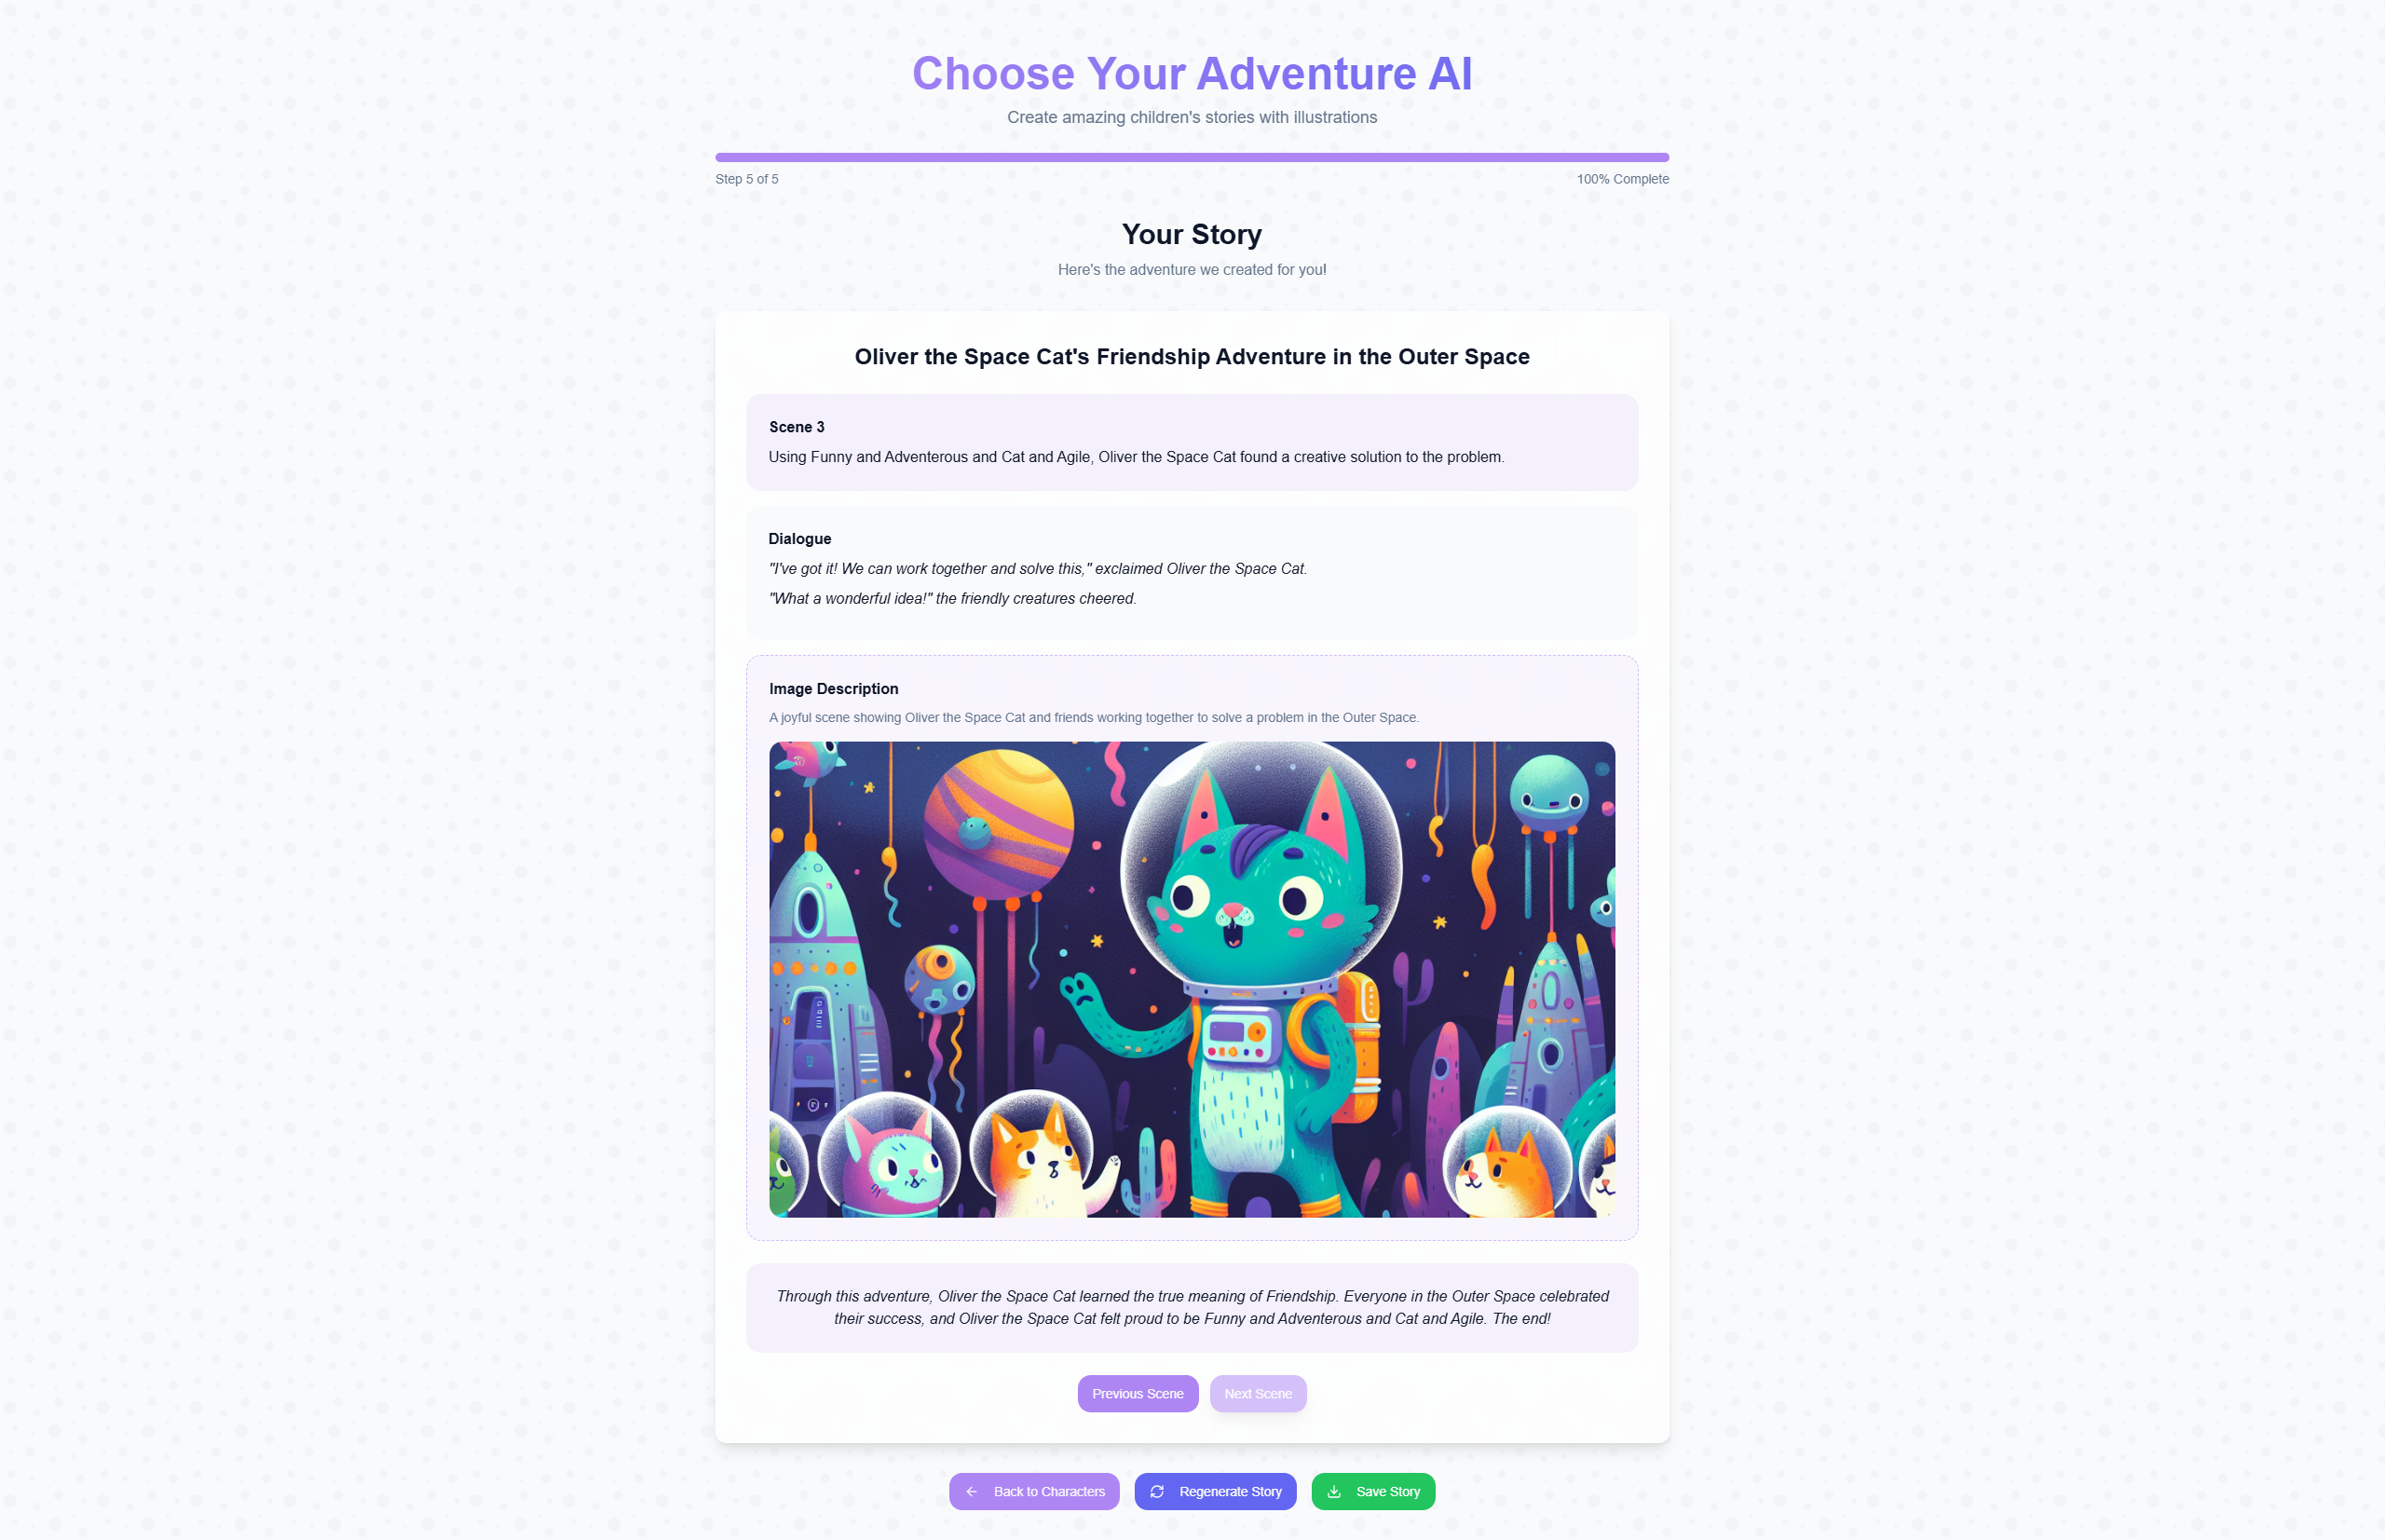 Choose Your Adventure AI
Create amazing children's stories with illustrations
Step 5 of 5
100% Complete
Your Story
Here's the adventure we created for you!
Oliver the Space Cat's Friendship Adventure in the Outer Space
Scene 3
Using Funny and Adventerous and Cat and Agile, Oliver the Space Cat found a creative solution to the problem.
Dialogue
"I've got it! We can work together and solve this," exclaimed Oliver the Space Cat.
"What a wonderful idea!" the friendly creatures cheered.
Image Description
A joyful scene showing Oliver the Space Cat and friends working together to solve a problem in the Outer Space.
Through this adventure, Oliver the Space Cat learned the true meaning of Friendship. Everyone in the Outer Space celebrated
their success, and Oliver the Space Cat felt proud to be Funny and Adventerous and Cat and Agile. The end!
Previous Scene
Next Scene
Back to Characters
Regenerate Story
Save Story